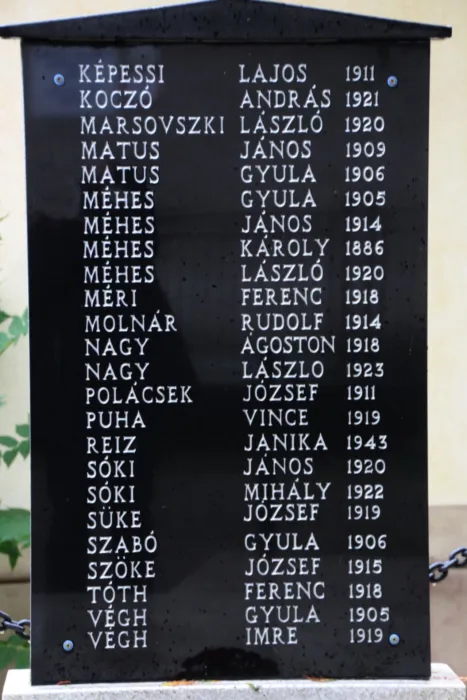 KÉPESSI LAJOS 1911
KOCZÓ ANDRÁS 1921
MARSOVSZKI LÁSZLÓ 1920
MATUS JÁNOS 1909
MATUS GYULA 1906
MÉHES GYULA 1905
MÉHES JÁNOS 1914
MÉHES KÁROLY 1886
MÉHES LÁSZLÓ 1920
MÉRI FERENC 1918
MOLNÁR RUDOLF 1914
NAGY ÁGOSTON 1918
NAGY LÁSZLO 1923
POLÁCSEK JÓZSEF 1911
PUHA VINCE 1919
REIZ JANIKA 1943
SÓKI JÁNOS 1920
SÓKI MIHÁLY 1922
SÜKE JÓZSEF 1919
SZABÓ GYULA 1906
SZÖKE JÓZSEF 1915
TÓTH FERENC 1918
VÉGH GYULA 1905
VÉGH IMRE 1919